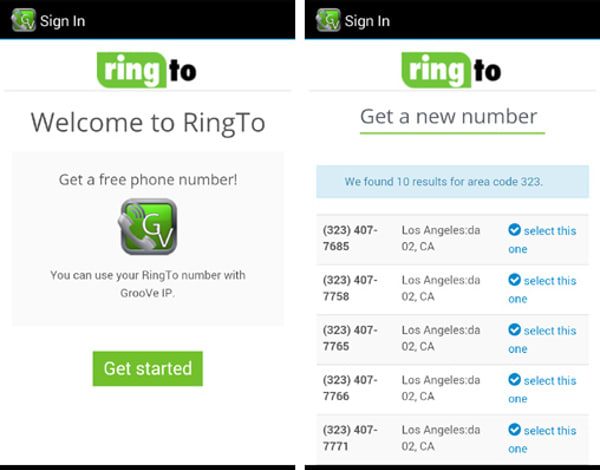 Sign In
ring to
Welcome to RingTo
Get a free phone number!
GV
You can use your RingTo number with
GrooVe IP.
Get started
Sign In
ring to
Get a new number
We found 10 results for area code 323.
(323) 407- Los Angeles:da select this
7685 02, CA one
(323) 407- Los Angeles:da select this
7758 02, CA one
(323) 407- Los Angeles:da select this
7765 02, CA one
(323) 407- Los Angeles:da select this
7766 02, CA one
(323) 407- Los Angeles:da select this
7771 02, CA one